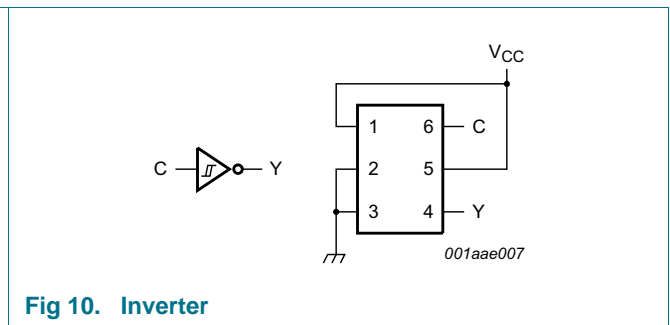 VCC
1 6 C
C Y 2 5
3 4 Y
001aae007
Fig 10. Inverter